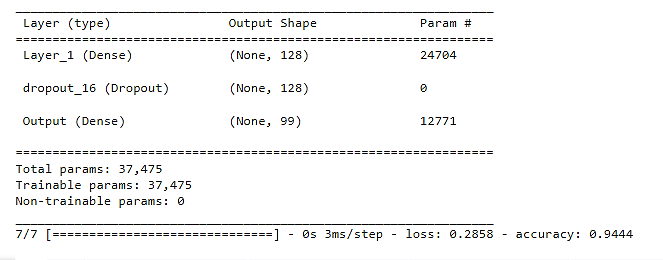 _________________________________________________________________
Layer (type) Output Shape Param #
=================================================================
Layer_1 (Dense) (None, 128) 24704
dropout_16 (Dropout) (None, 128) 0
Output (Dense) (None, 99) 12771
=================================================================
Total params: 37,475
Trainable params: 37,475
Non-trainable params: 0
_________________________________________________________________
7/7 [==============================] - 0s 3ms/step - loss: 0.2858 - accuracy: 0.9444